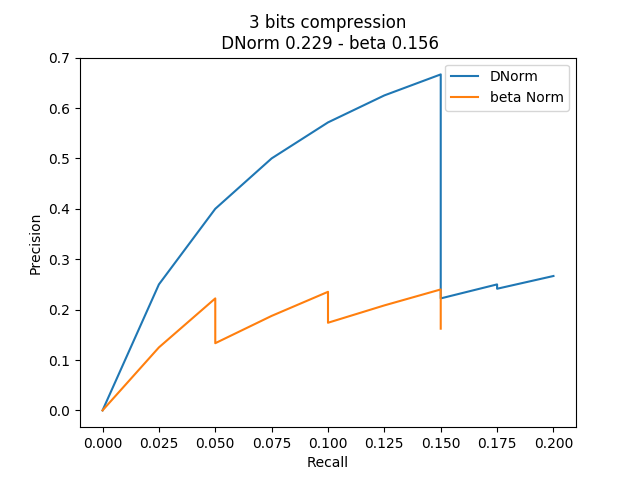 3 bits compression
DNorm 0.229 - beta 0.156
DNorm
beta Norm
0.7
0.6
0.5
0.4
0.3
0.2
0.1
0.0
Precision
0.000 0.025 0.050 0.075 0.100 0.125 0.150 0.175 0.200
Recall